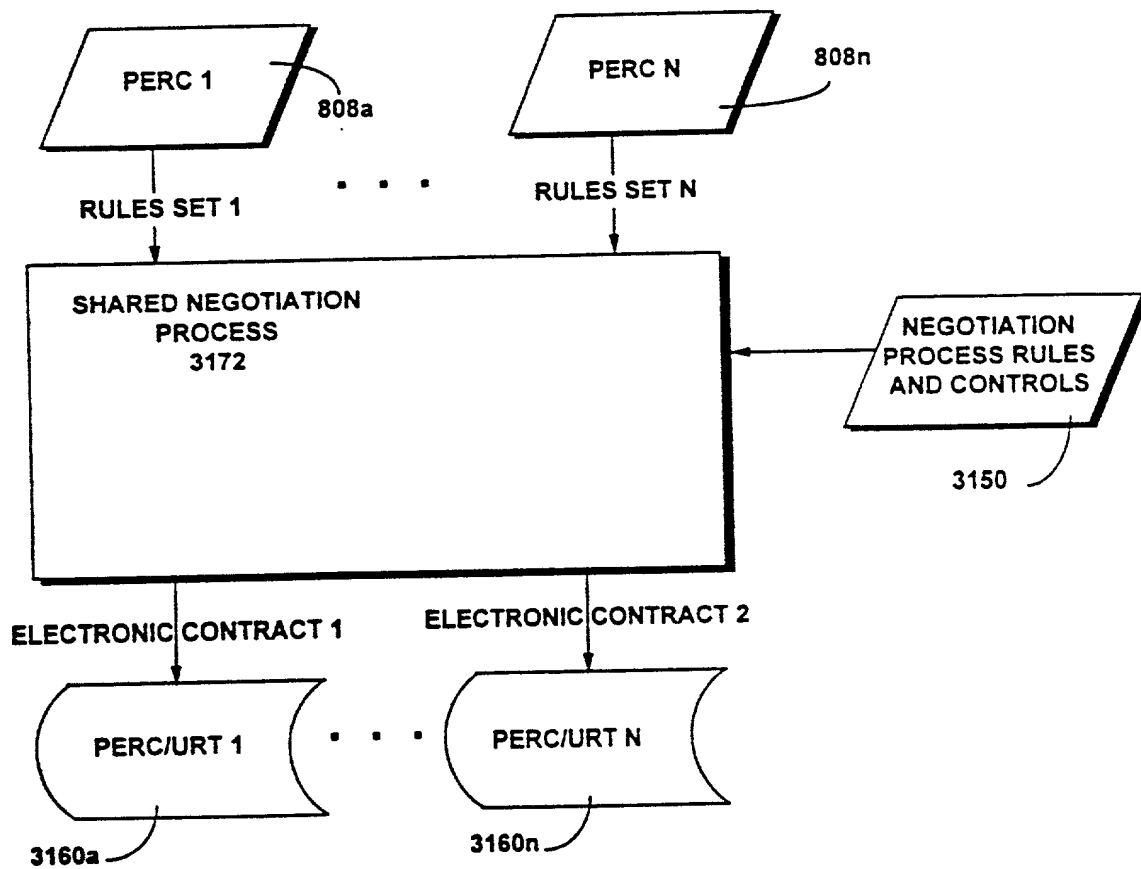 PERC 1
808a
PERC N
808n
RULES SET 1
RULES SET N
SHARED NEGOTIATION
PROCESS
3172
NEGOTIATION
PROCESS RULES
AND CONTROLS
3150
ELECTRONIC CONTRACT 1
ELECTRONIC CONTRACT 2
PERC/URT 1
PERC/URT N
3160a
3160n